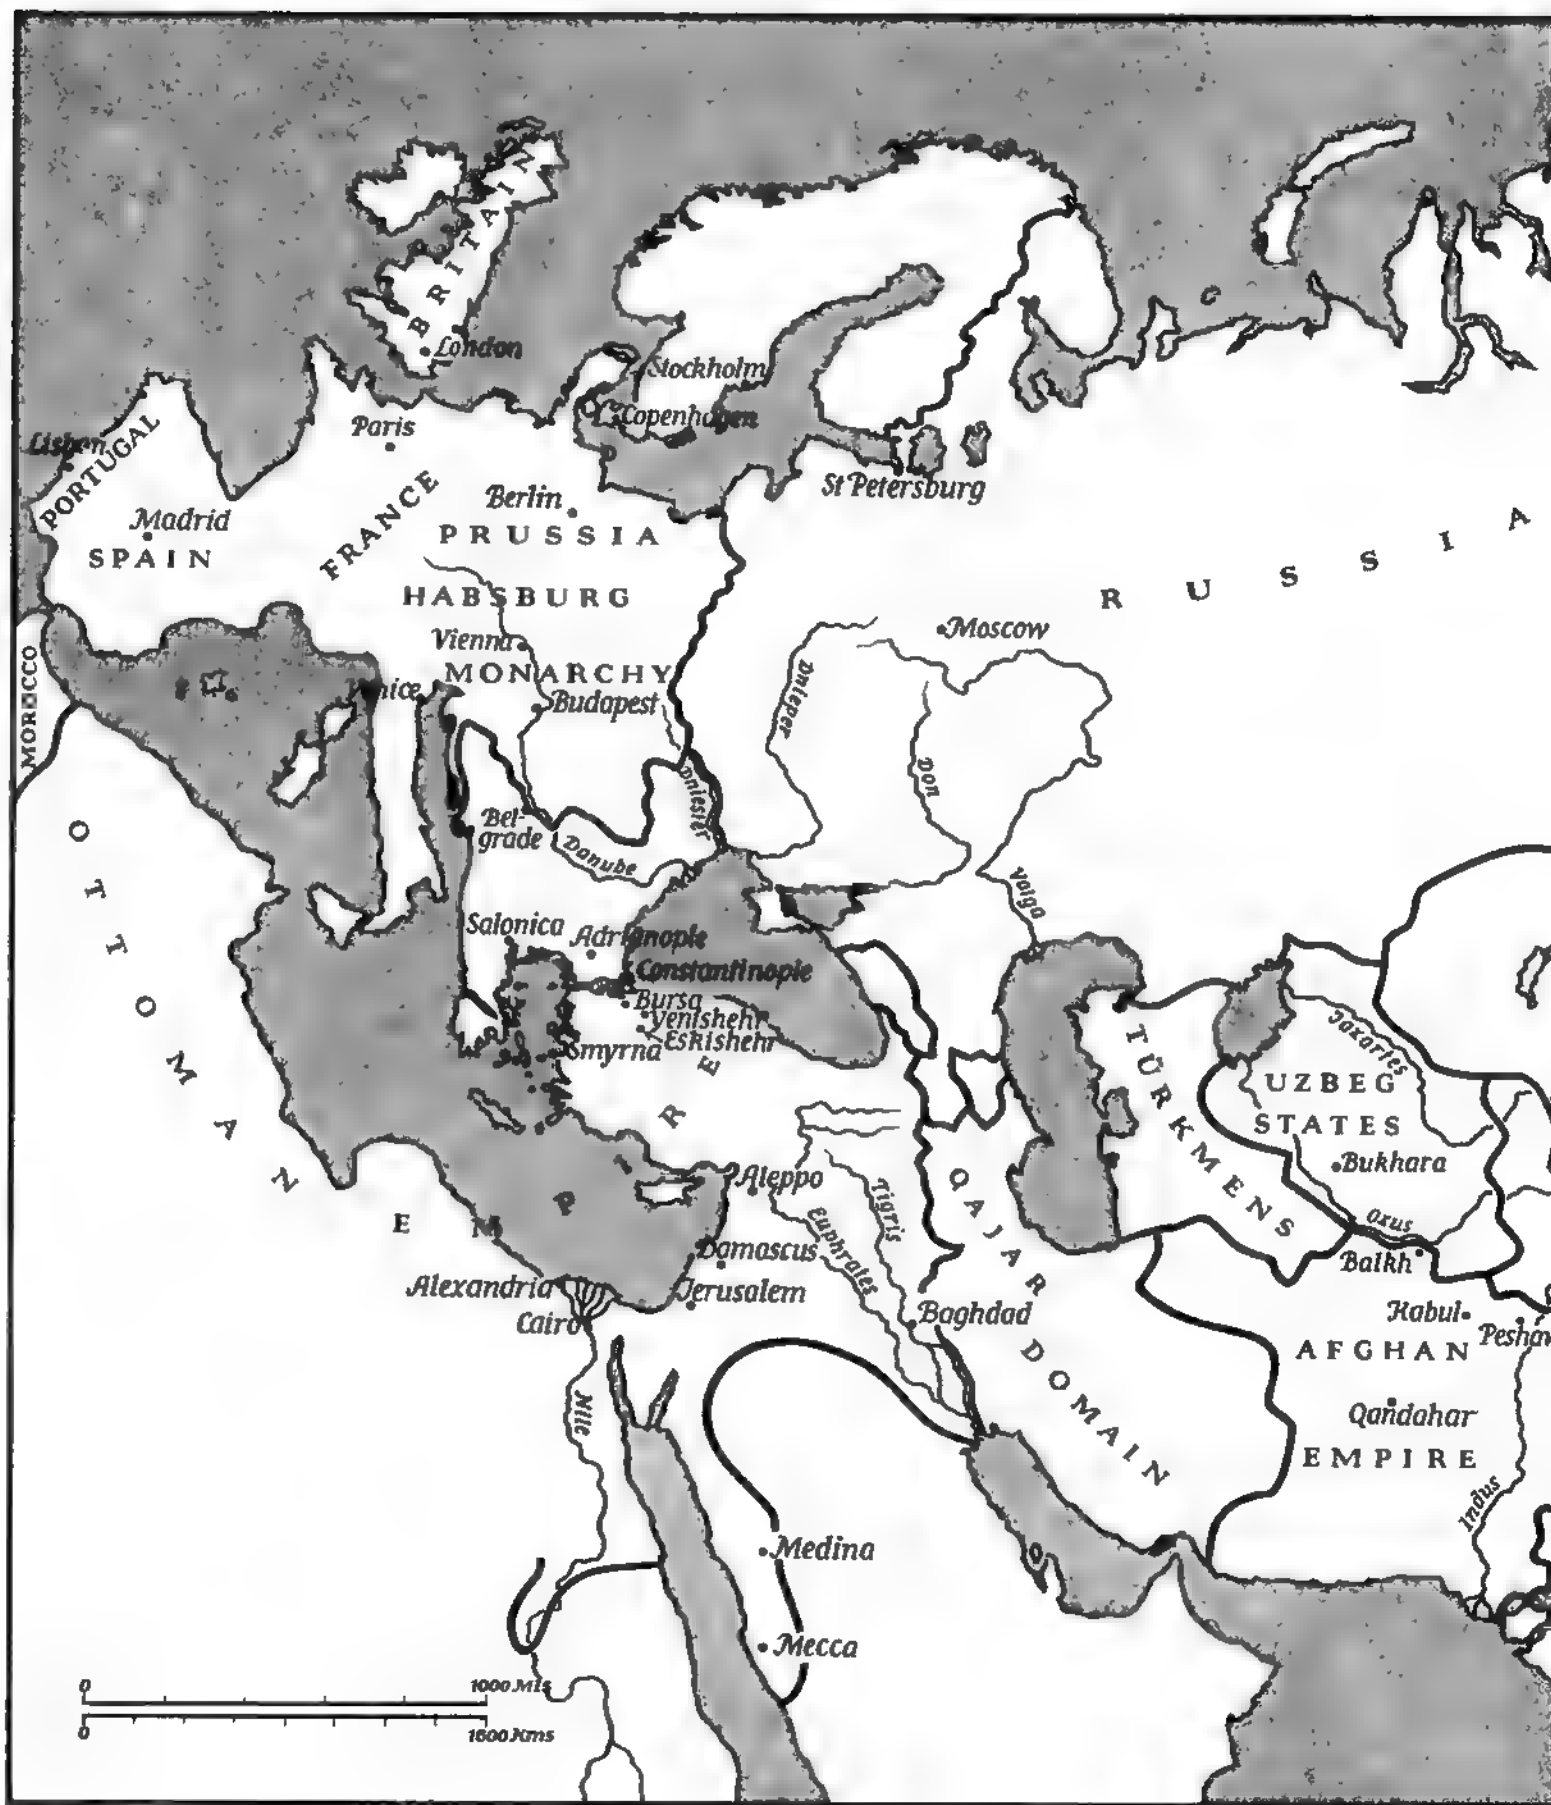 BRITAIN
London
Stockholm
Copenhagen
Paris
Lisbon
PORTUGAL
St Petersburg
Berlin
Madrid
PRUSSIA
SPAIN
FRANCE
RUSSIA
HABSBURG
Moscow
Vienna
MONARCHY
MOROCCO
Budapest
Dnieper
Don
Dniester
Bel-
grade
Danube
Volga
Salonica
Adrianople
Constantinople
Bursa
Yenishehr
Eskishehr
Smyrna
OTTOMAN EMPIRE
TÜRKMENS
Jaxartes
UZBEG
STATES
Bukhara
Aleppo
Tigris
Euphrates
QAJAR DOMAIN
Oxus
Balkh
Damascus
Alexandria
Jerusalem
Cairo
Baghdad
Kabul
AFGHAN
Nile
Qandahar
EMPIRE
Indus
Medina
Mecca
0 1000 Mls
0 1600 Kms